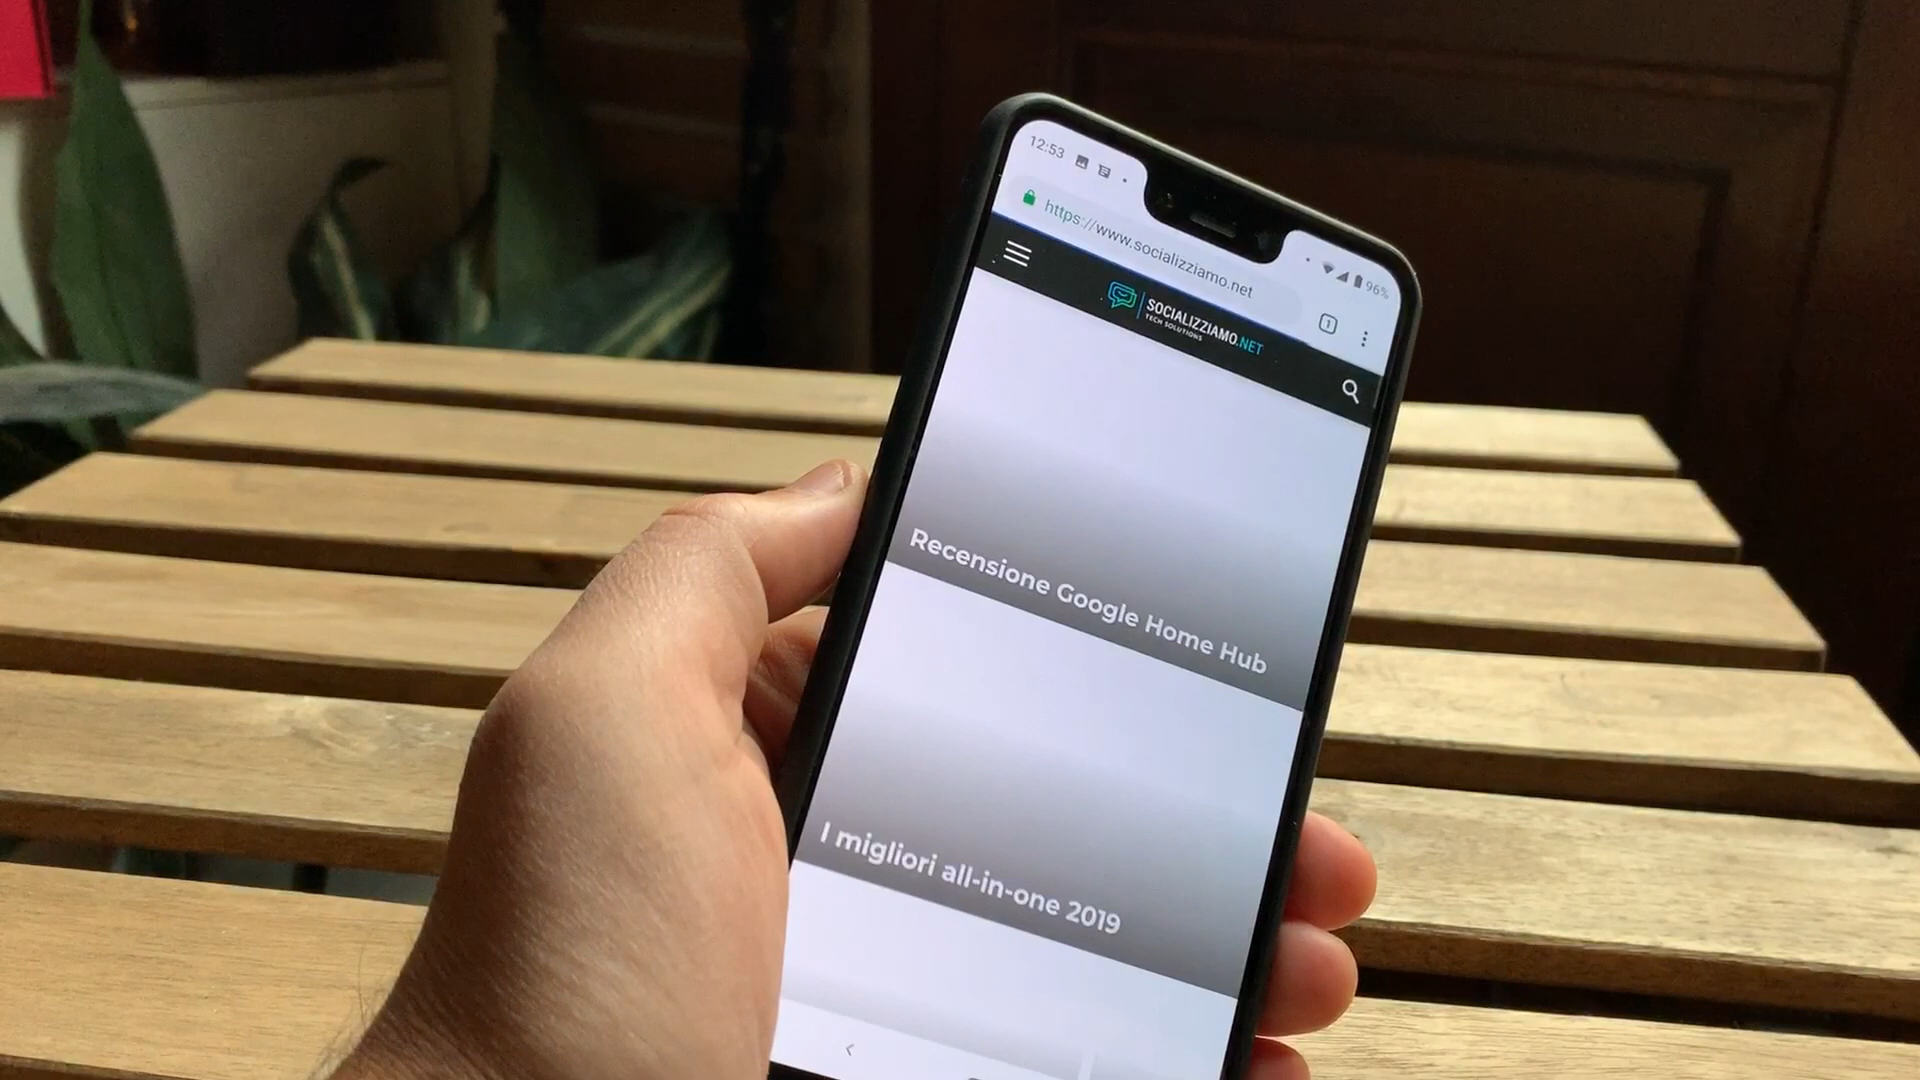 12:53
96%
https://www.socializziamo.net
1
SOCIALIZZIAMO.NET
TECH SOLUTIONS
Recensione Google Home Hub
I migliori all-in-one 2019